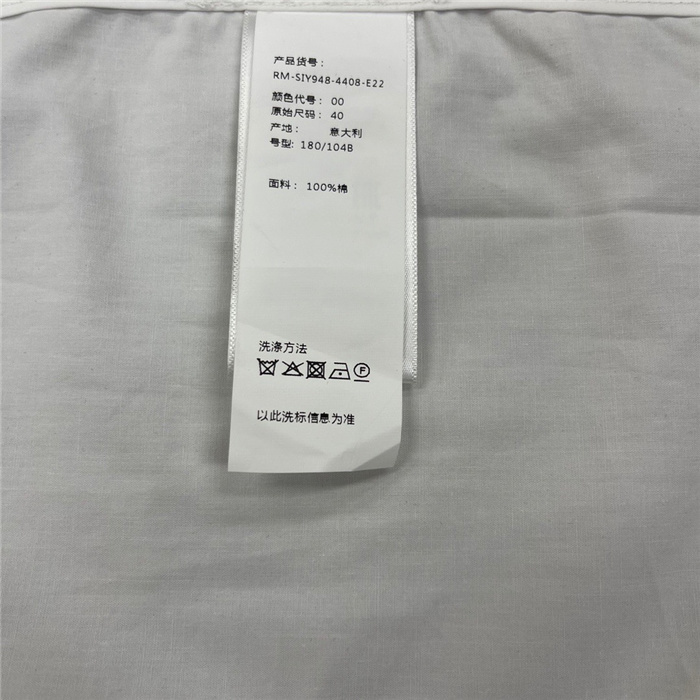 产品货号：
RM-SIY948-4408-E22
颜色代号： 00
原始尺码： 40
产地： 意大利
号型: 180/104B
面料： 100%棉
洗涤方法
F
以此洗标信息为准